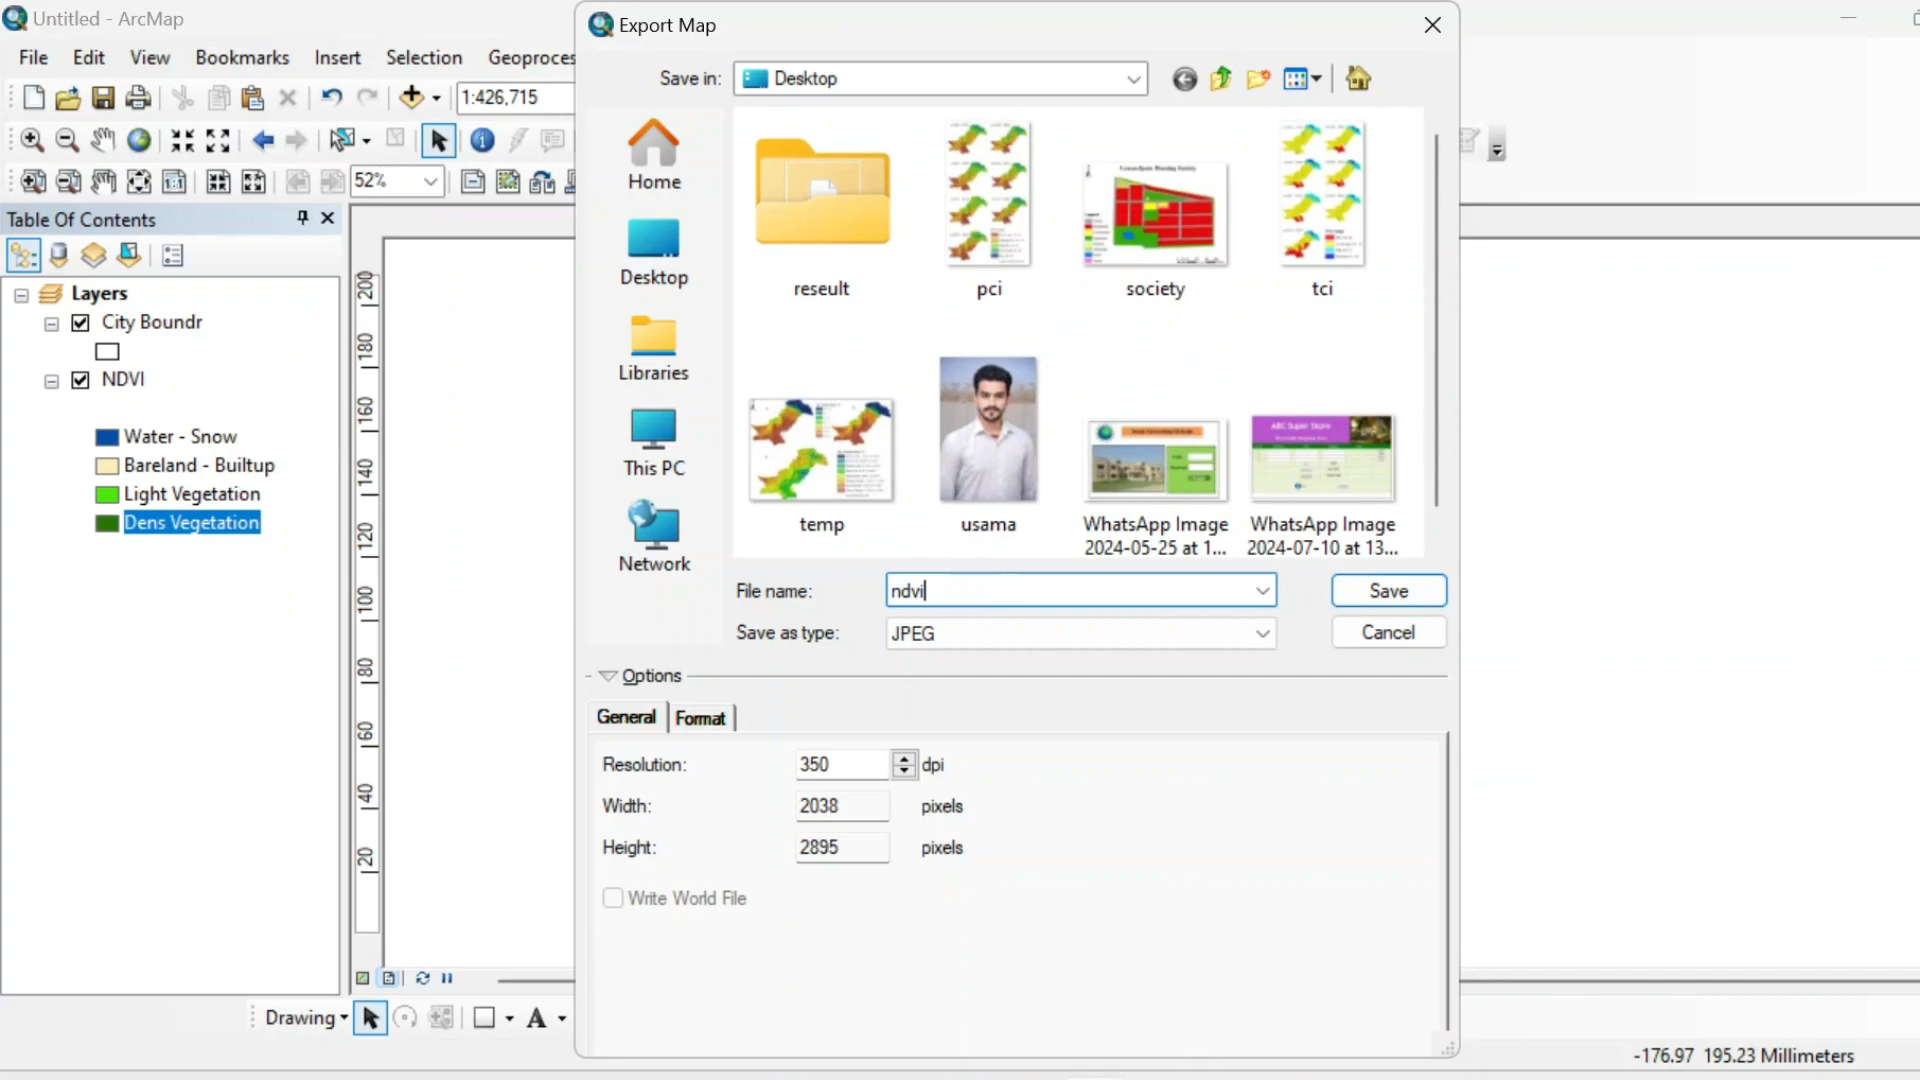 Untitled - ArcMap
File Edit View Bookmarks Insert Selection Geoproces
1:426,715
52%
Table Of Contents
Layers
City Boundr
NDVI
Water - Snow
Bareland - Builtup
Light Vegetation
Dens Vegetation
200
180
160
140
120
100
80
60
40
20
Drawing
A
Export Map
Save in: Desktop
Home
Desktop
Libraries
This PC
Network
reseult pci society tci
ABC Super Store
temp usama WhatsApp Image 2024-05-25 at 1... WhatsApp Image 2024-07-10 at 13...
File name: ndvi Save
Save as type: JPEG Cancel
Options
General Format
Resolution: 350 dpi
Width: 2038 pixels
Height: 2895 pixels
Write World File
-176.97 195.23 Millimeters